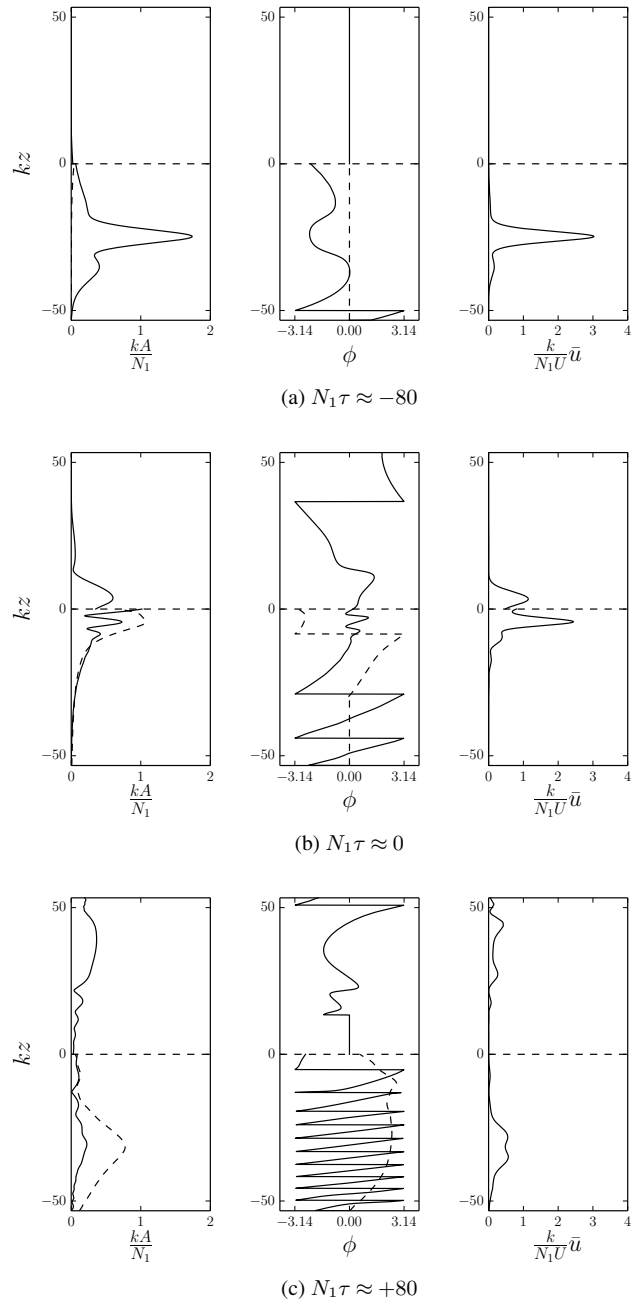 50
0
−50
kz
0 1 2
kA/N₁
−3.14 0.00 3.14
ϕ
0 1 2 3 4
k/N₁U ū
(a) N₁τ ≈ −80
50
0
−50
kz
0 1 2
kA/N₁
−3.14 0.00 3.14
ϕ
0 1 2 3 4
k/N₁U ū
(b) N₁τ ≈ 0
50
0
−50
kz
0 1 2
kA/N₁
−3.14 0.00 3.14
ϕ
0 1 2 3 4
k/N₁U ū
(c) N₁τ ≈ +80